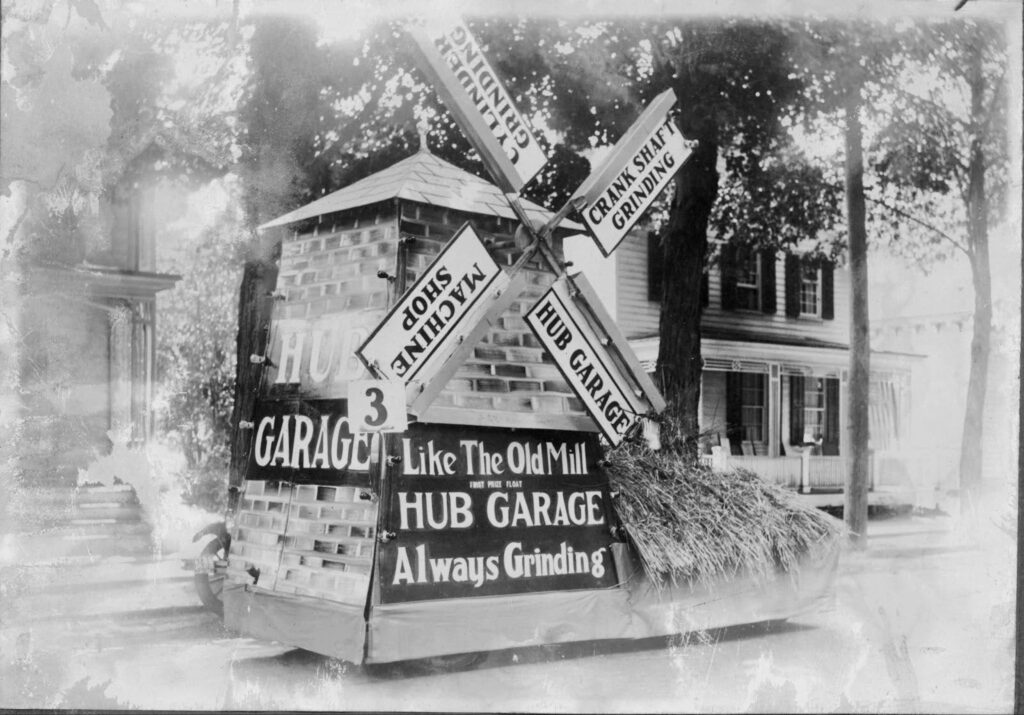 CYLINDER
GRINDING
CRANK SHAFT
GRINDING
MACHINE
SHOP
HUB GARAGE
HUB
GARAGE
3
Like The Old Mill
FIRST PRIZE FLOAT
HUB GARAGE
Always Grinding